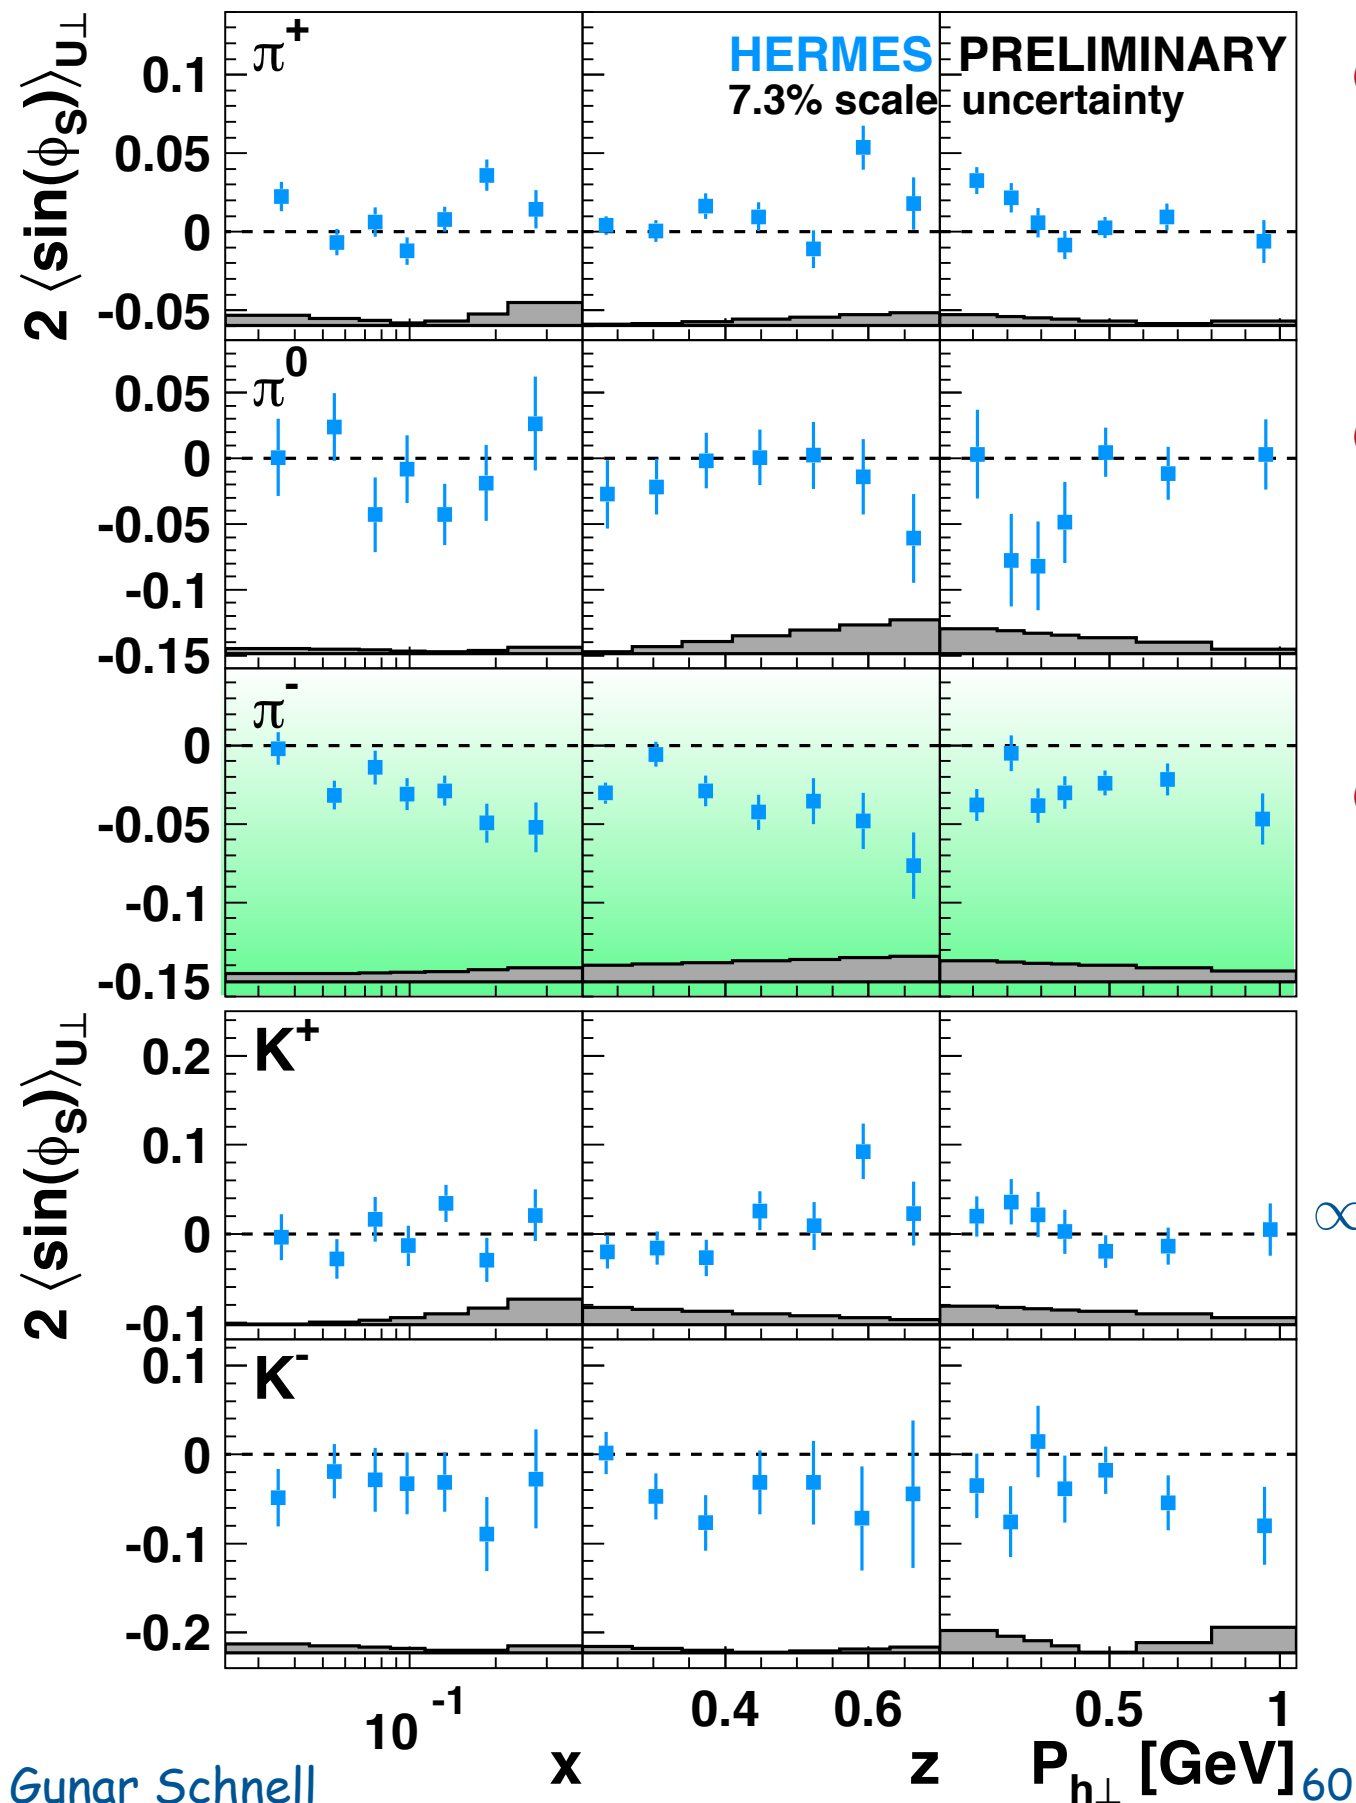 2 ⟨sin(ϕS)⟩U⊥
π+
HERMES PRELIMINARY
7.3% scale uncertainty
0.1
0.05
0
-0.05
π0
0.05
0
-0.05
-0.1
-0.15
π-
0
-0.05
-0.1
-0.15
2 ⟨sin(ϕS)⟩U⊥
K+
0.2
0.1
0
-0.1
∝
K-
0.1
0
-0.1
-0.2
10-1 0.4 0.6 0.5 1
x z Ph⊥ [GeV]
Gunar Schnell 60